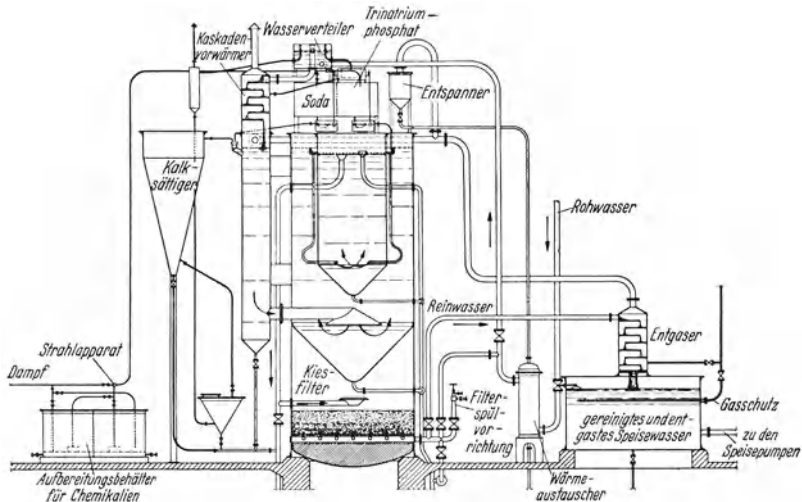 Trinatrium-
phosphat
Wasserverteiler
Kaskaden-
vorwärmer
Entspanner
Soda
Kalk-
sättiger
Rohwasser
Reinwasser
Entgaser
Strahlapparat
Dampf
Kies-
filter
Filter-
spül-
vor-
richtung
Gasschutz
gereinigtes und ent-
gastes Speisewasser
zu den
Speisepumpen
Aufbereitungsbehälter
für Chemikalien
Wärme-
austauscher